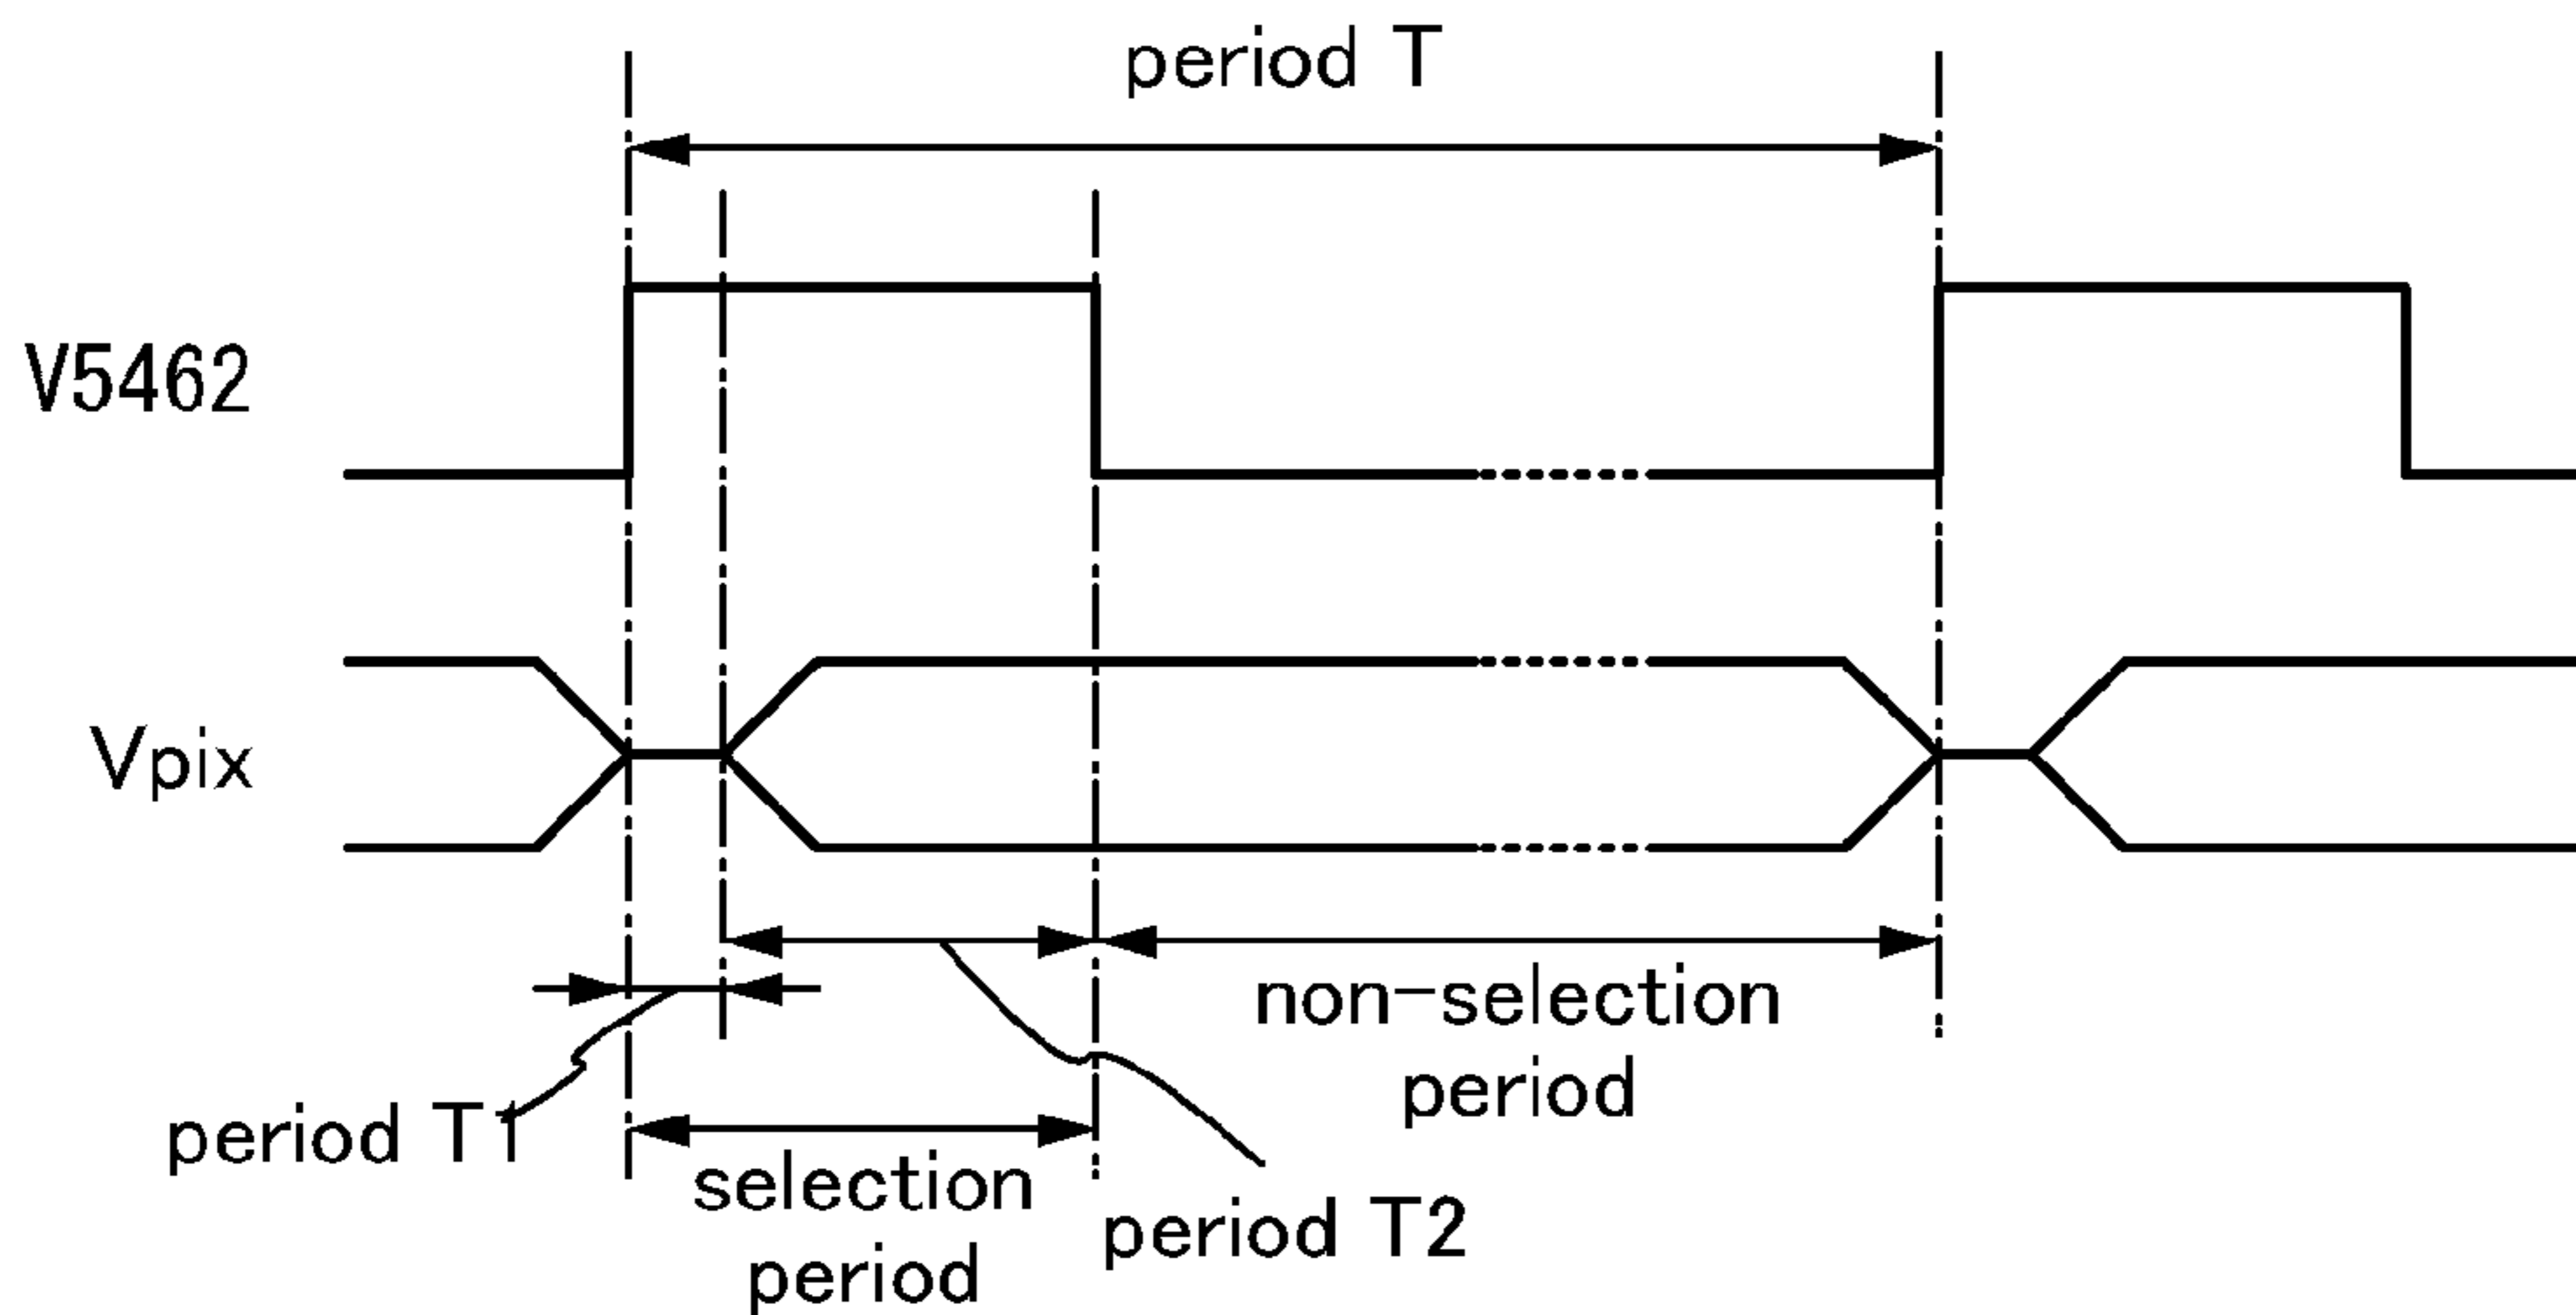 period T
V5462
Vpix
non-selection
period
period T1
selection
period
period T2